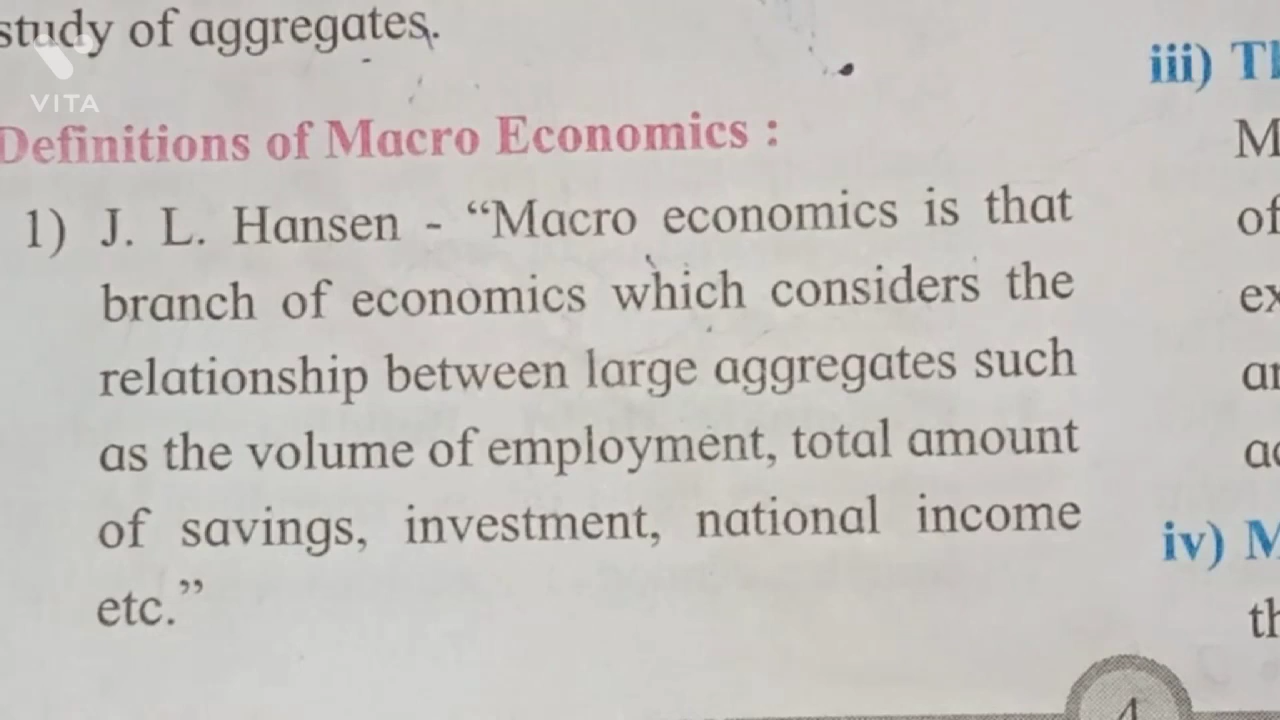 study of aggregates.
VITA
Definitions of Macro Economics :
1) J. L. Hansen - “Macro economics is that
branch of economics which considers the
relationship between large aggregates such
as the volume of employment, total amount
of savings, investment, national income
etc.”
iii)
of
iv)
4